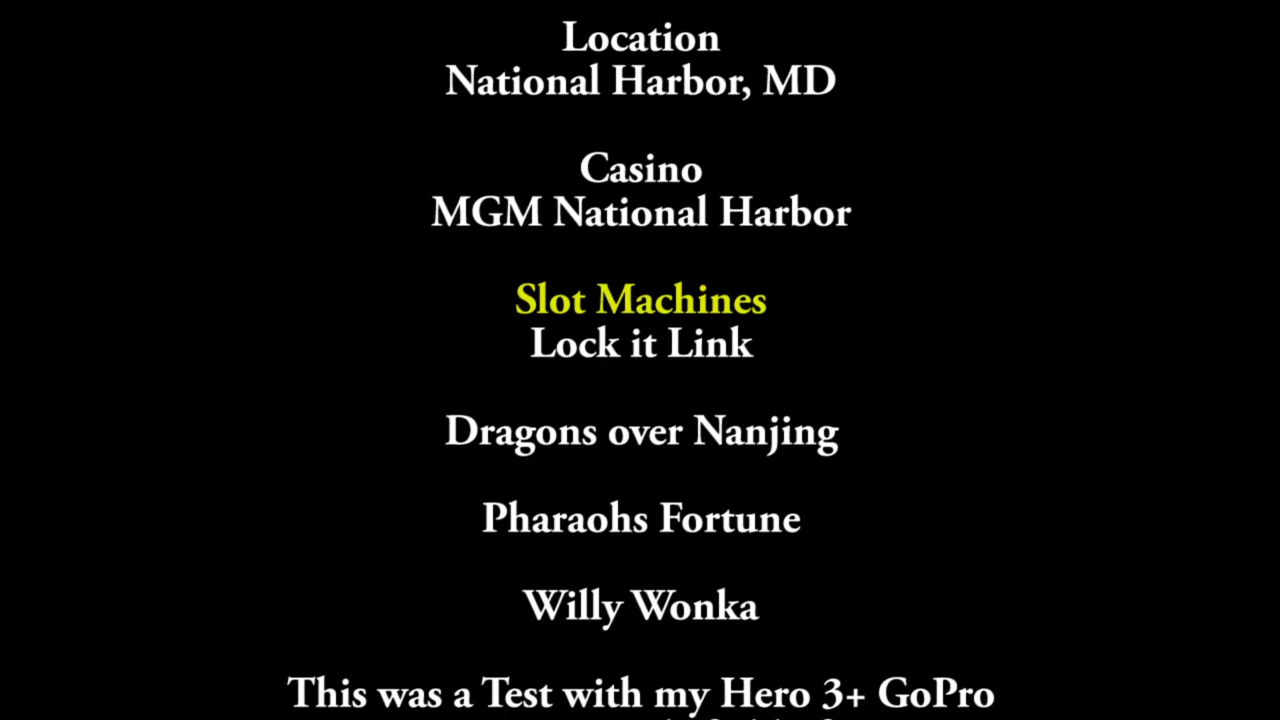 Location
National Harbor, MD
Casino
MGM National Harbor
Slot Machines
Lock it Link
Dragons over Nanjing
Pharaohs Fortune
Willy Wonka
This was a Test with my Hero 3+ GoPro